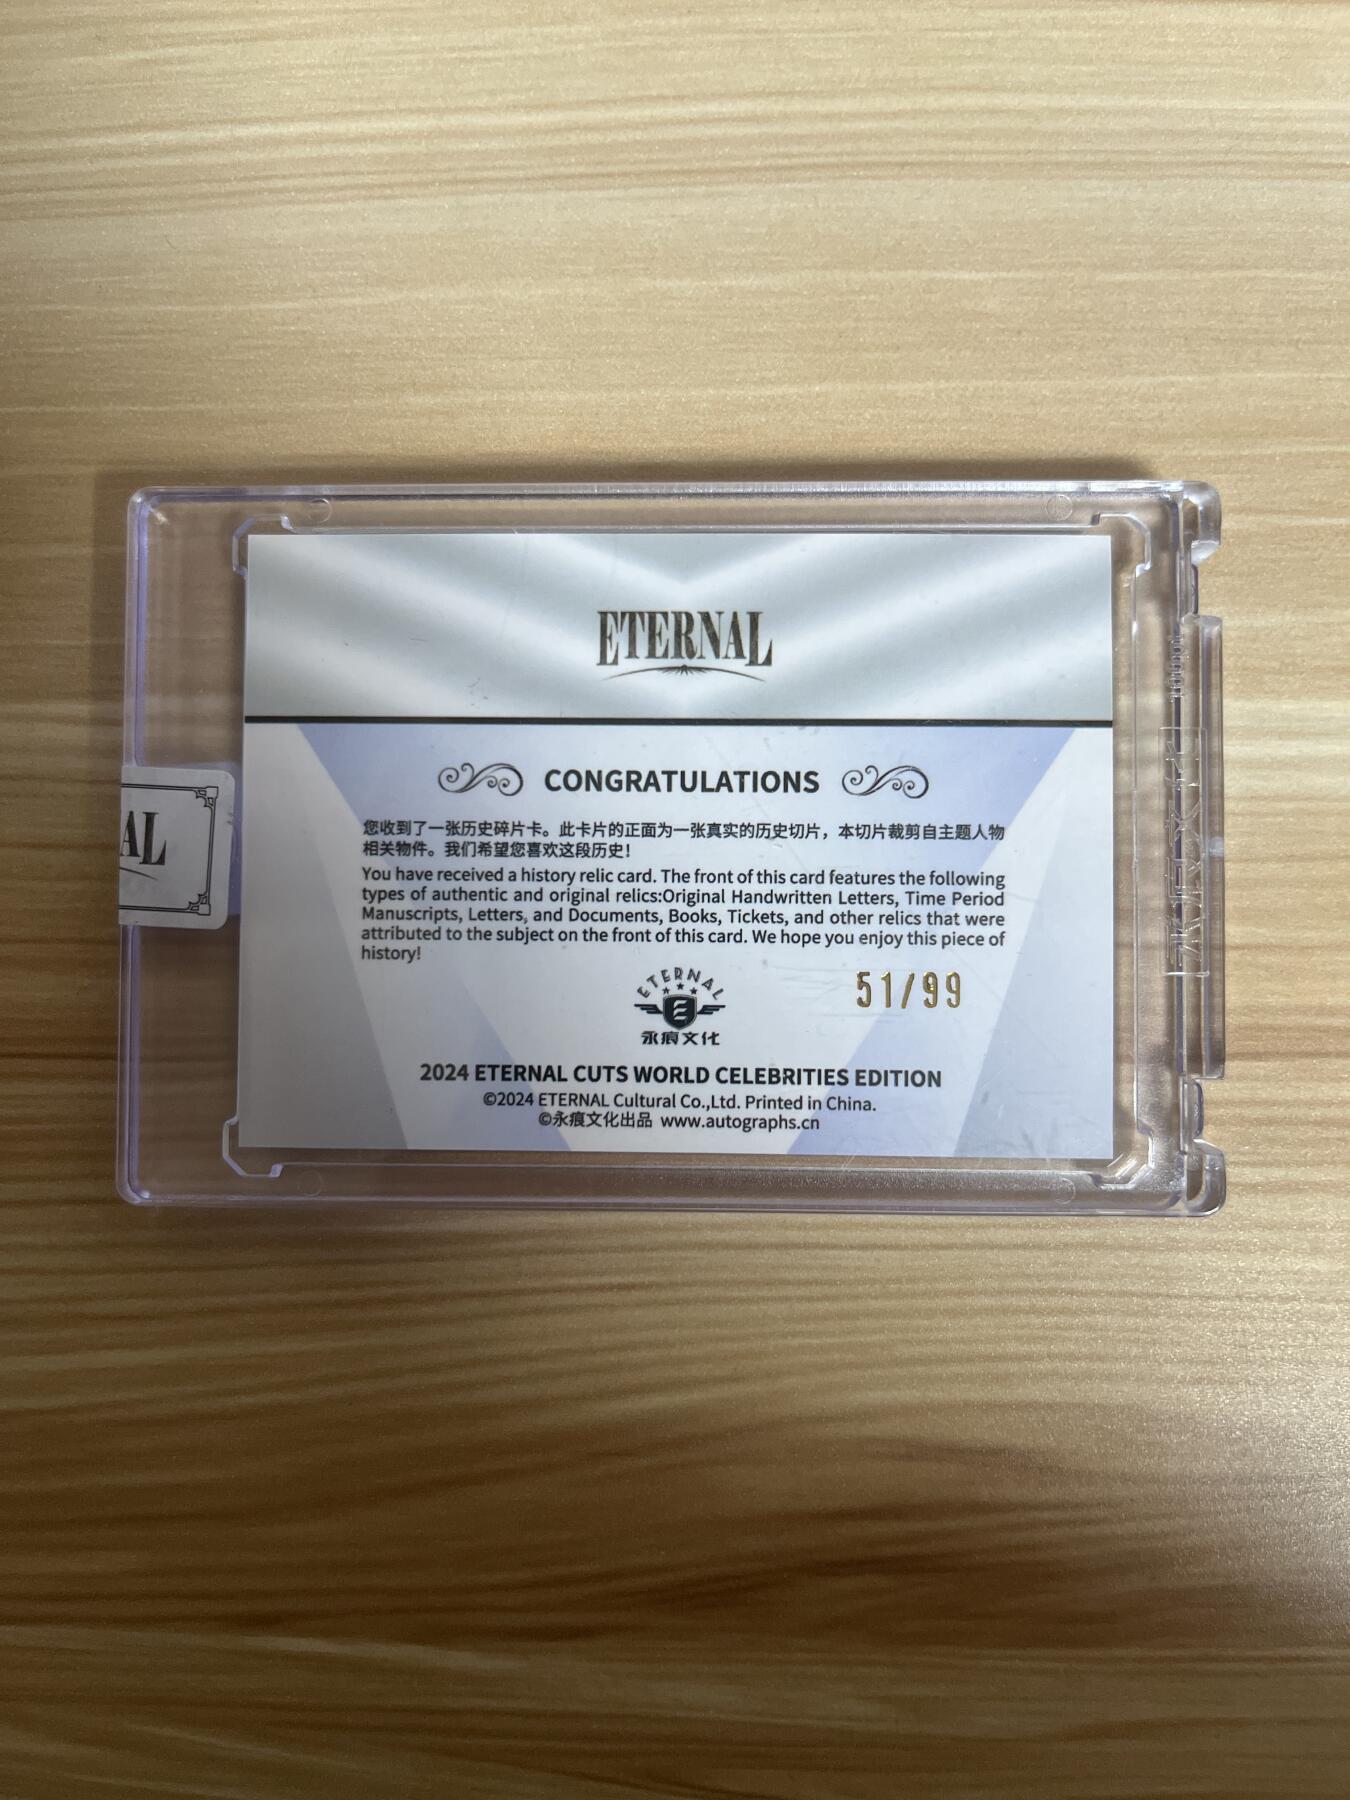 ETERNAL
CONGRATULATIONS
您收到了一张历史碎片卡。此卡片的正面为一张真实的历史切片，本切片裁剪自主题人物
相关物件。我们希望您喜欢这段历史！
You have received a history relic card. The front of this card features the following
types of authentic and original relics:Original Handwritten Letters, Time Period
Manuscripts, Letters, and Documents, Books, Tickets, and other relics that were
attributed to the subject on the front of this card. We hope you enjoy this piece of
history!
ETERNAL
E
永痕文化
51/99
2024 ETERNAL CUTS WORLD CELEBRITIES EDITION
©2024 ETERNAL Cultural Co.,Ltd. Printed in China.
©永痕文化出品 www.autographs.cn
AL
永痕文化